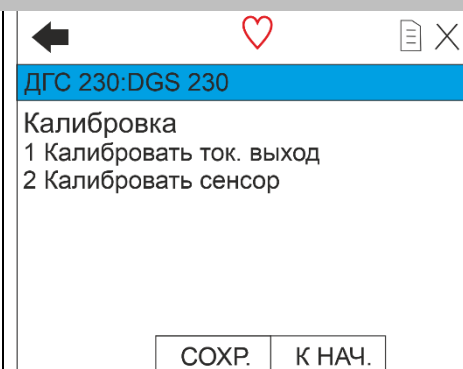 ДГС 230:DGS 230
Калибровка
1 Калибровать ток. выход
2 Калибровать сенсор
СОХР. К НАЧ.